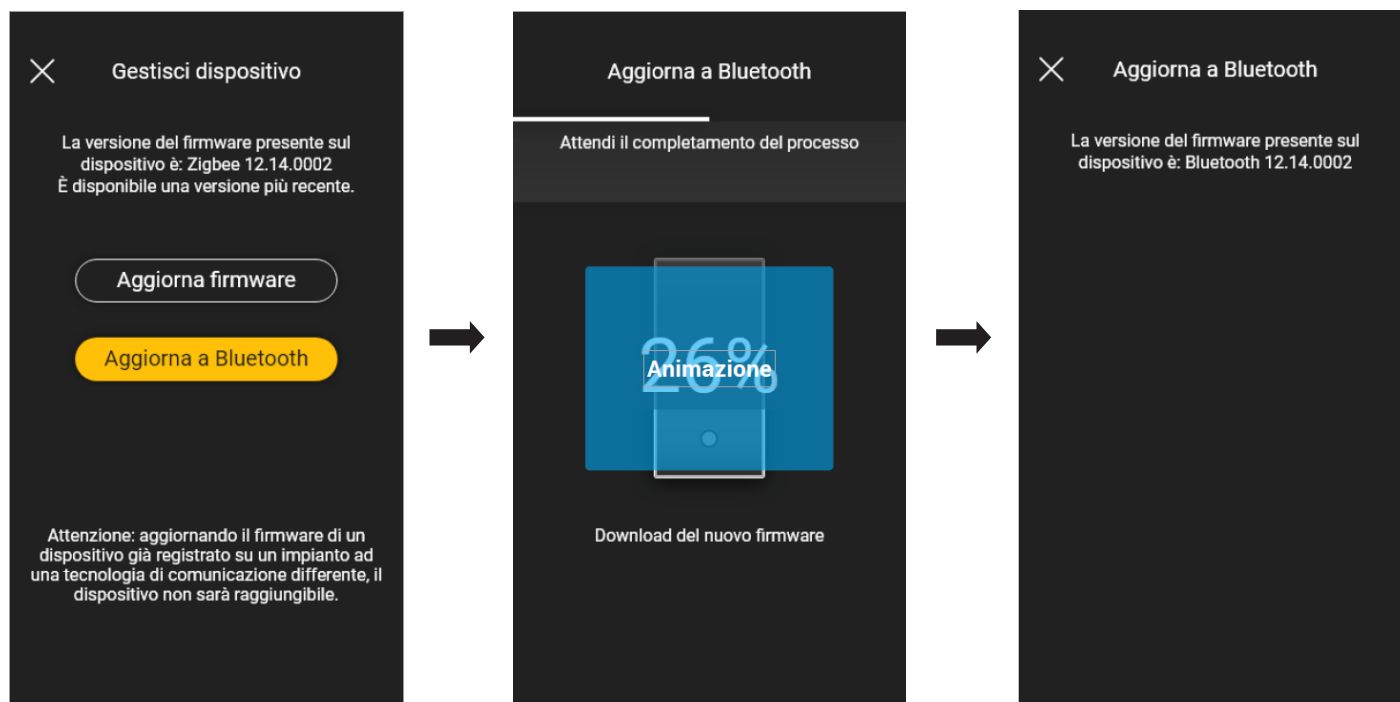 Gestisci dispositivo
La versione del firmware presente sul
dispositivo è: Zigbee 12.14.0002
È disponibile una versione più recente.
Aggiorna firmware
Aggiorna a Bluetooth
Attenzione: aggiornando il firmware di un
dispositivo già registrato su un impianto ad
una tecnologia di comunicazione differente, il
dispositivo non sarà raggiungibile.
Aggiorna a Bluetooth
Attendi il completamento del processo
26%
Animazione
Download del nuovo firmware
Aggiorna a Bluetooth
La versione del firmware presente sul
dispositivo è: Bluetooth 12.14.0002